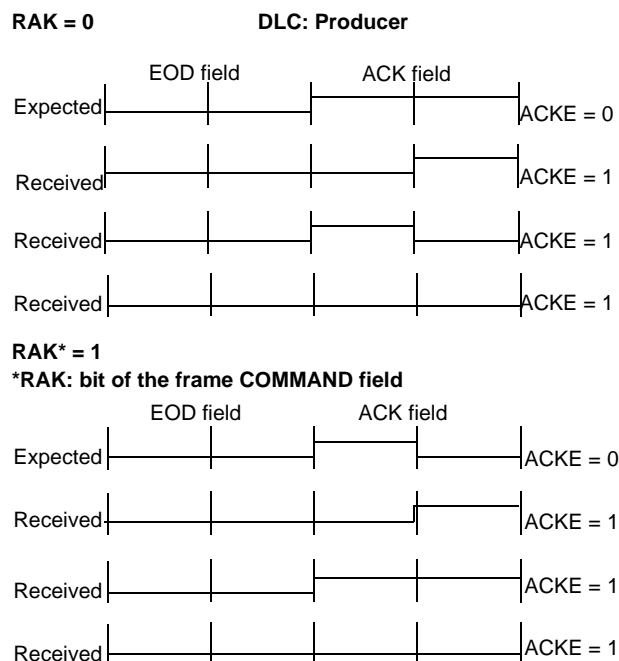 RAK = 0 DLC: Producer
EOD field ACK field
Expected ACKE = 0
Received ACKE = 1
Received ACKE = 1
Received ACKE = 1
RAK* = 1
*RAK: bit of the frame COMMAND field
EOD field ACK field
Expected ACKE = 0
Received ACKE = 1
Received ACKE = 1
Received ACKE = 1